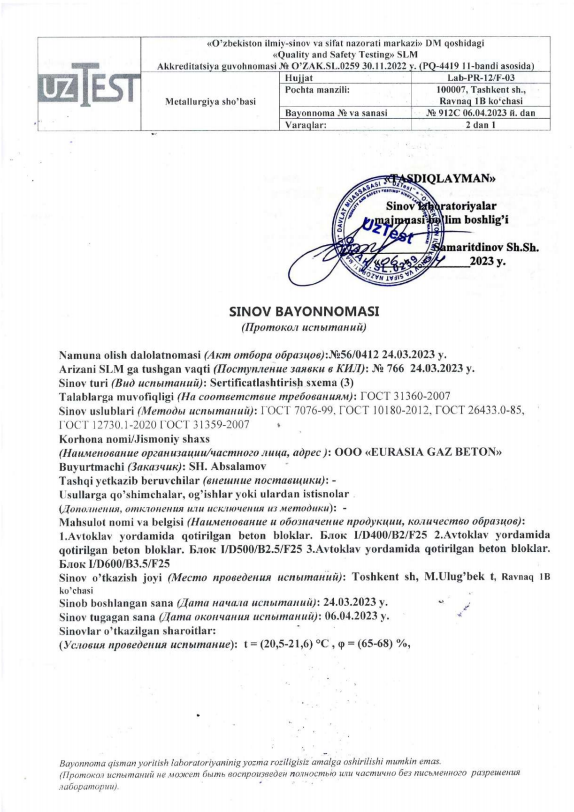 «O’zbekiston ilmiy-sinov va sifat nazorati markazi» DM qoshidagi
«Quality and Safety Testing» SLM
Akkreditatsiya guvohnomasi № O’ZAK.SL.0259 30.11.2022 y. (PQ-4419 11-bandi asosida)
UZTEST
Metallurgiya sho’basi
Hujjat
Lab-PR-12/F-03
Pochta manzili:
100007, Tashkent sh.,
Ravnaq 1B ko‘chasi
Bayonnoma № va sanasi
№ 912C 06.04.2023 й. dan
Varaqlar:
2 dan 1
«TASDIQLAYMAN»
Sinov laboratoriyalar
majmuasi bo’lim boshlig’i
Samaritdinov Sh.Sh.
2023 y.
UzTest
SINOV BAYONNOMASI
(Протокол испытаний)
Namuna olish dalolatnomasi (Акт отбора образцов):№56/0412 24.03.2023 y.
Arizani SLM ga tushgan vaqti (Поступление заявки в КИЛ): № 766 24.03.2023 y.
Sinov turi (Вид испытаний): Sertificatlashtirish sxema (3)
Talablarga muvofiqligi (На соответствие требованиям): ГОСТ 31360-2007
Sinov uslublari (Методы испытаний): ГОСТ 7076-99, ГОСТ 10180-2012, ГОСТ 26433.0-85,
ГОСТ 12730.1-2020 ГОСТ 31359-2007
Korhona nomi/Jismoniy shaxs
(Наименование организации/частного лица, адрес ): ООО «EURASIA GAZ BETON»
Buyurtmachi (Заказчик): SH. Absalamov
Tashqi yetkazib beruvchilar (внешние поставщики): -
Usullarga qo’shimchalar, og’ishlar yoki ulardan istisnolar
(Дополнения, отклонения или исключения из методики): -
Mahsulot nomi va belgisi (Наименование и обозначение продукции, количество образцов):
1.Avtoklav yordamida qotirilgan beton bloklar. Блок I/D400/B2/F25 2.Avtoklav yordamida
qotirilgan beton bloklar. Блок I/D500/B2.5/F25 3.Avtoklav yordamida qotirilgan beton bloklar.
Блок I/D600/B3.5/F25
Sinov o’tkazish joyi (Место проведения испытаний): Toshkent sh, M.Ulug’bek t, Ravnaq 1B
ko’chasi
Sinob boshlangan sana (Дата начала испытаний): 24.03.2023 y.
Sinov tugagan sana (Дата окончания испытаний): 06.04.2023 y.
Sinovlar o’tkazilgan sharoitlar:
(Условия проведения испытание): t = (20,5-21,6) °C , φ = (65-68) %,
Bayonnoma qisman yoritish laboratoriyaninig yozma roziligisiz amalga oshirilishi mumkin emas.
(Протокол испытаний не может быть воспроизведен полностью или частично без письменного разрешения
лаборатории).